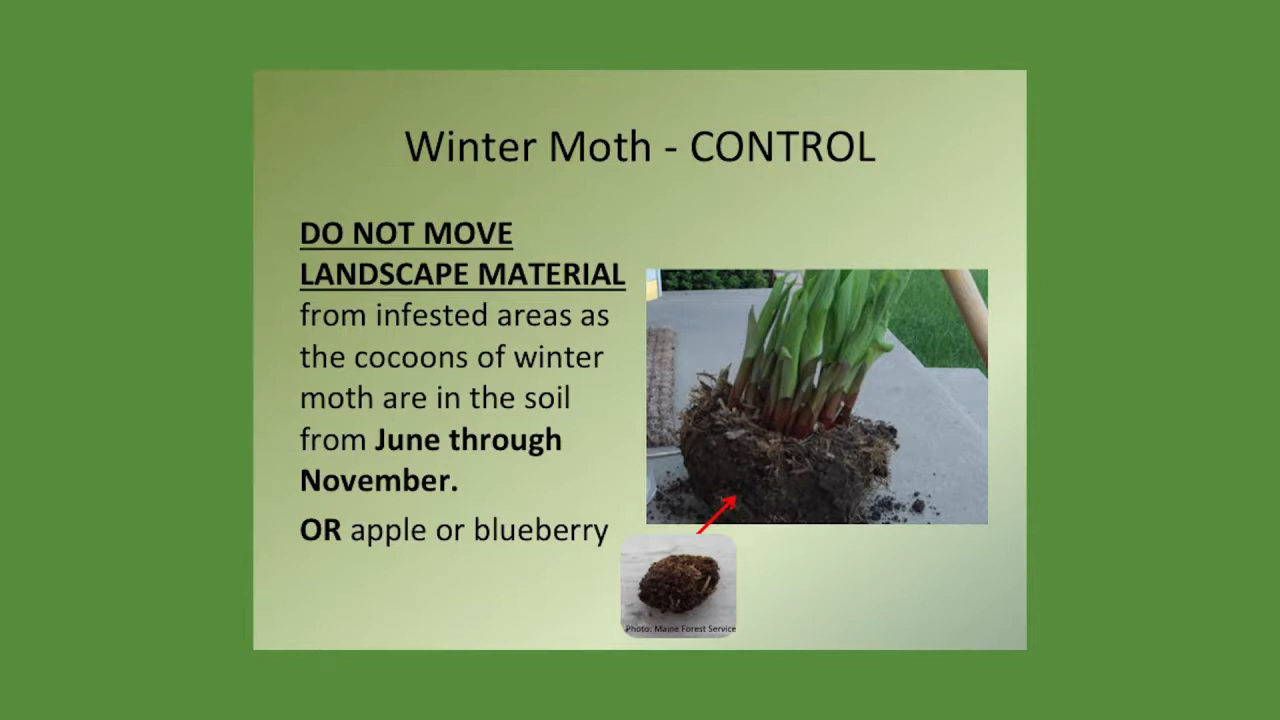 Winter Moth - CONTROL
DO NOT MOVE
LANDSCAPE MATERIAL
from infested areas as
the cocoons of winter
moth are in the soil
from June through
November.
OR apple or blueberry
Photo: Maine Forest Service